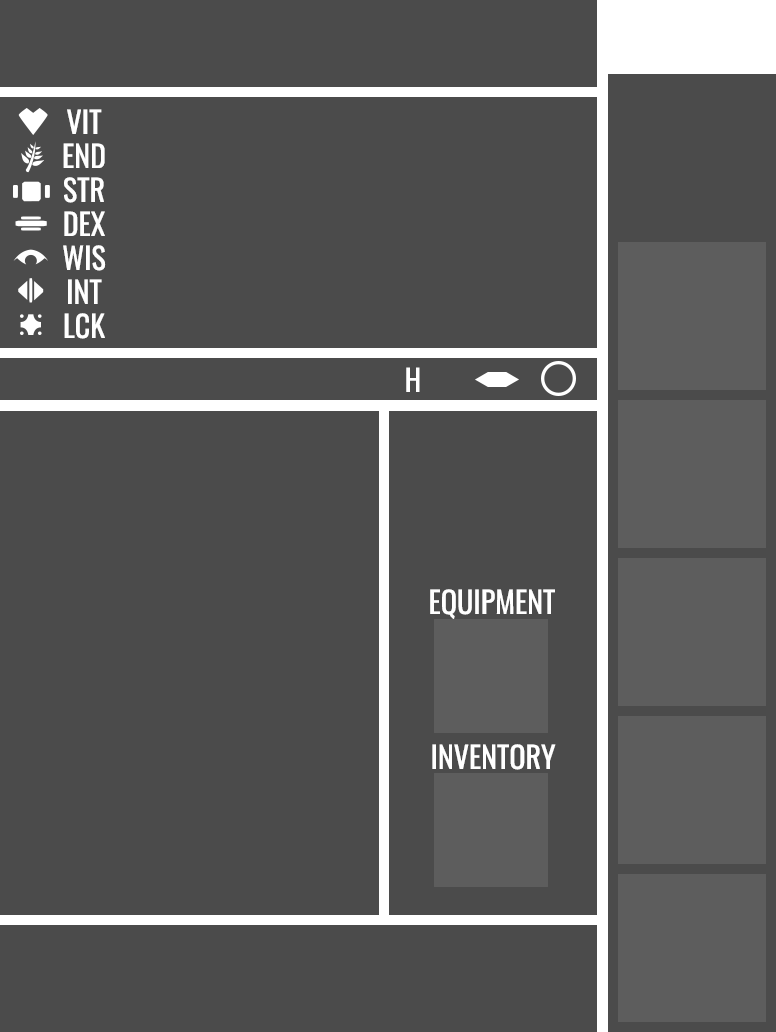 VIT
END
STR
DEX
WIS
INT
LCK
H
EQUIPMENT
INVENTORY